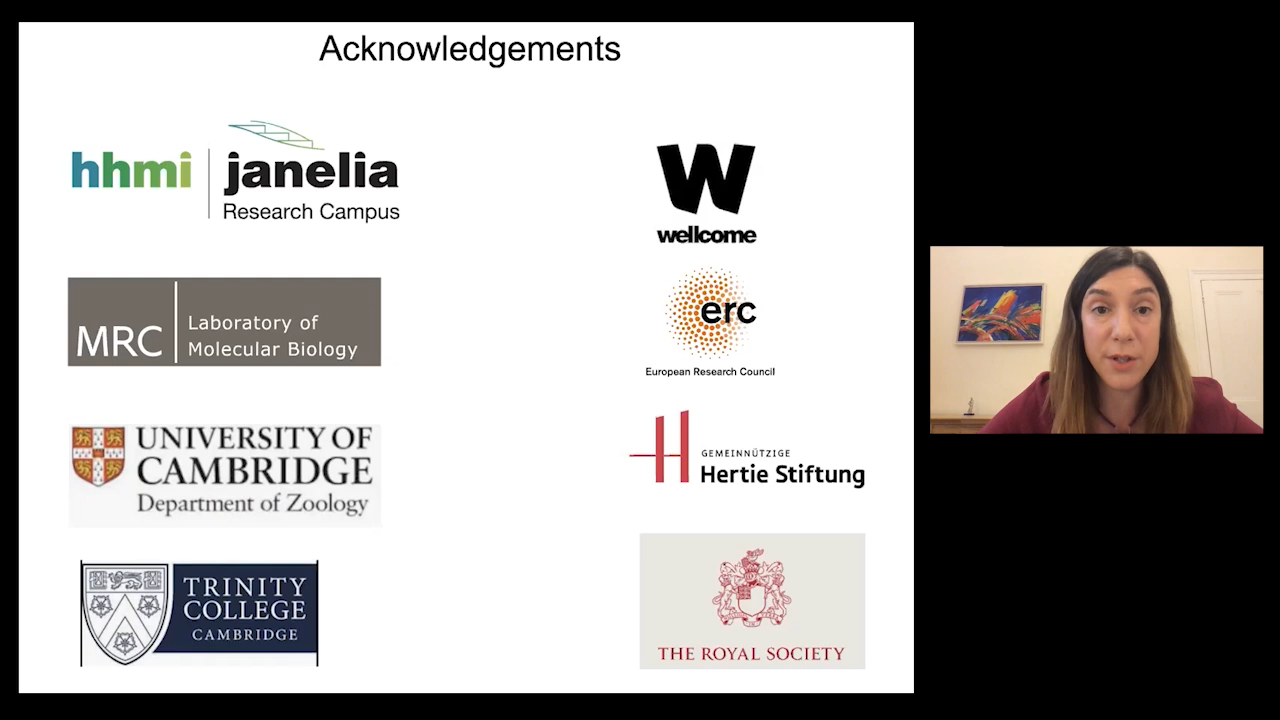 Acknowledgements
hhmi janelia
Research Campus
MRC Laboratory of
Molecular Biology
UNIVERSITY OF
CAMBRIDGE
Department of Zoology
TRINITY
COLLEGE
CAMBRIDGE
W
wellcome
erc
European Research Council
GEMEINNÜTZIGE
Hertie Stiftung
THE ROYAL SOCIETY